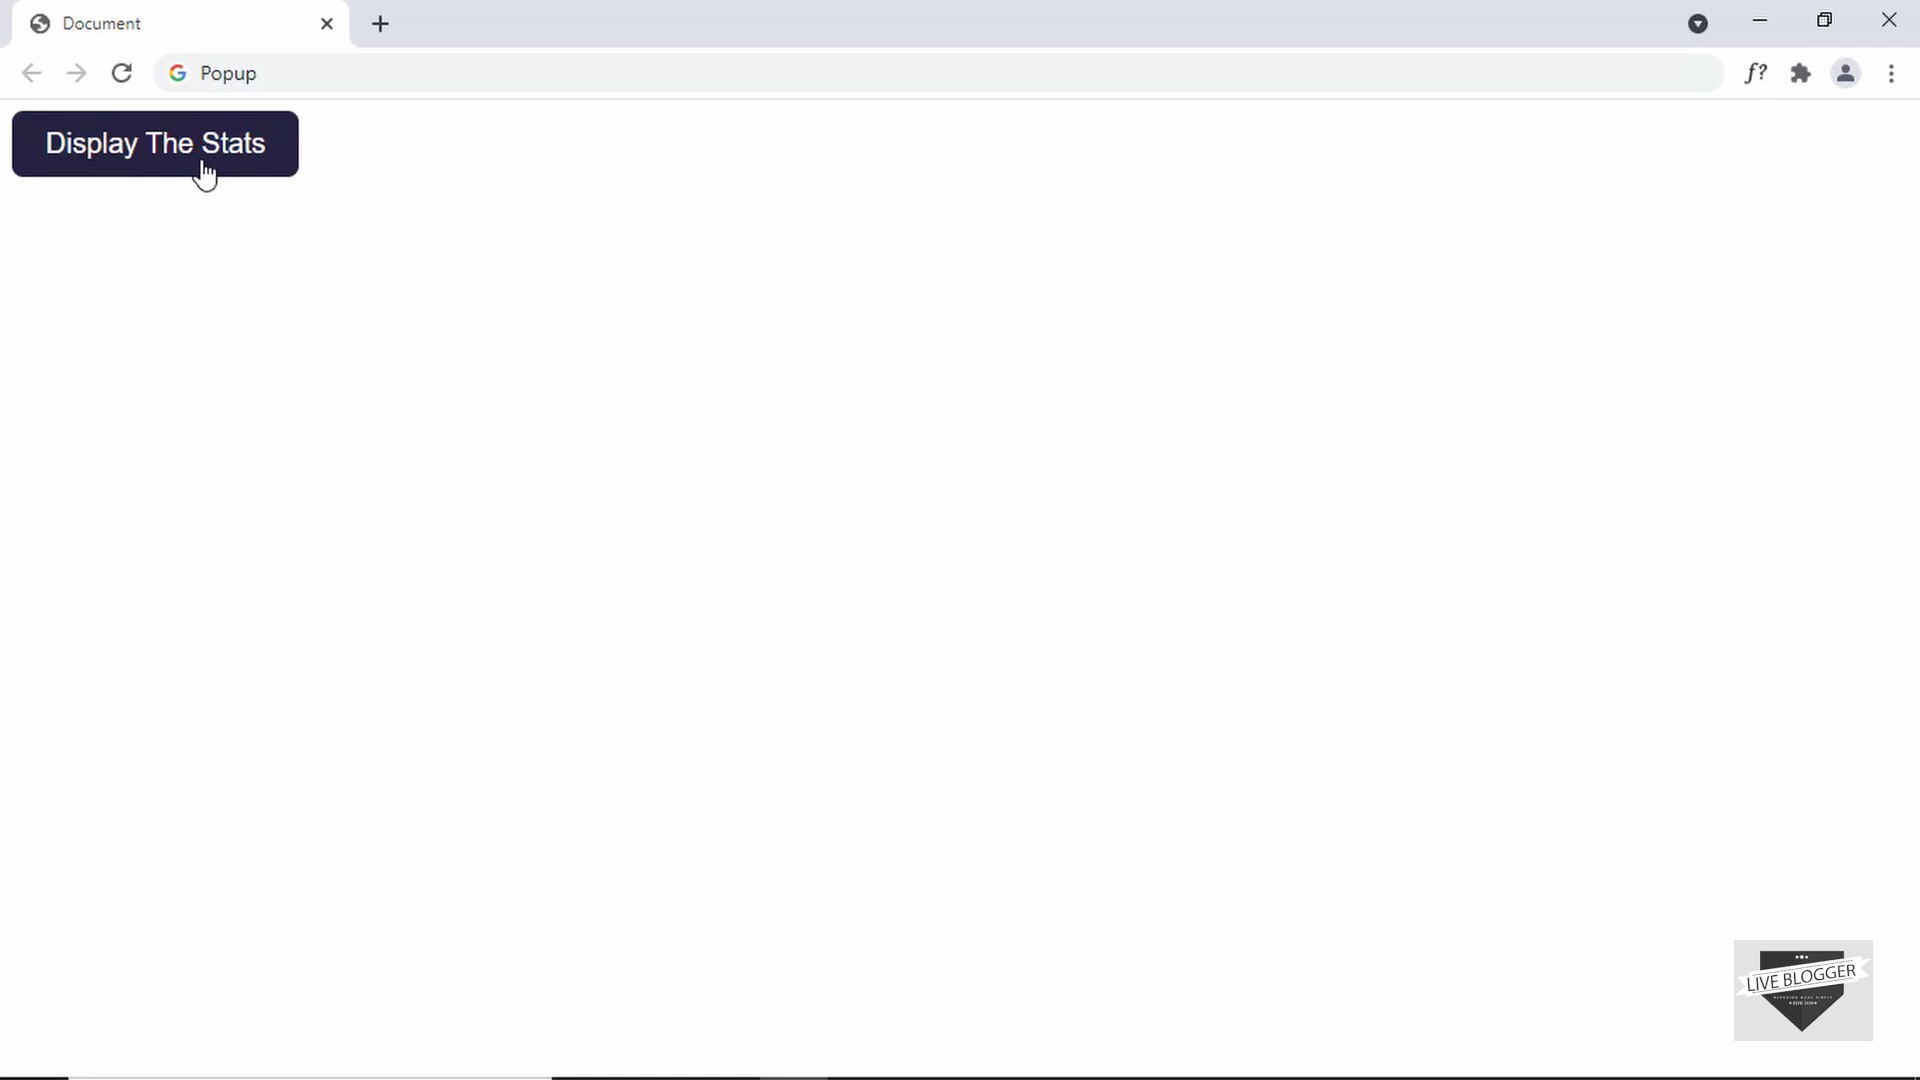 Document
Popup
f?
Display The Stats
LIVE BLOGGER